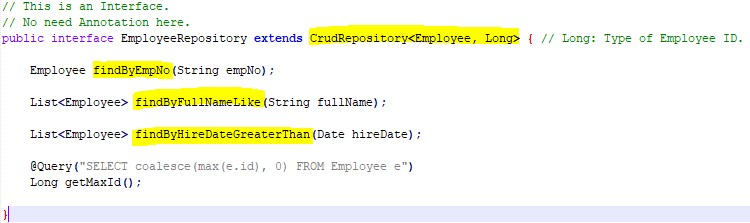 // This is an Interface.
// No need Annotation here.
public interface EmployeeRepository extends CrudRepository<Employee, Long> { // Long: Type of Employee ID.
Employee findByEmpNo(String empNo);
List<Employee> findByFullNameLike(String fullName);
List<Employee> findByHireDateGreaterThan(Date hireDate);
@Query("SELECT coalesce(max(e.id), 0) FROM Employee e")
Long getMaxId();
}